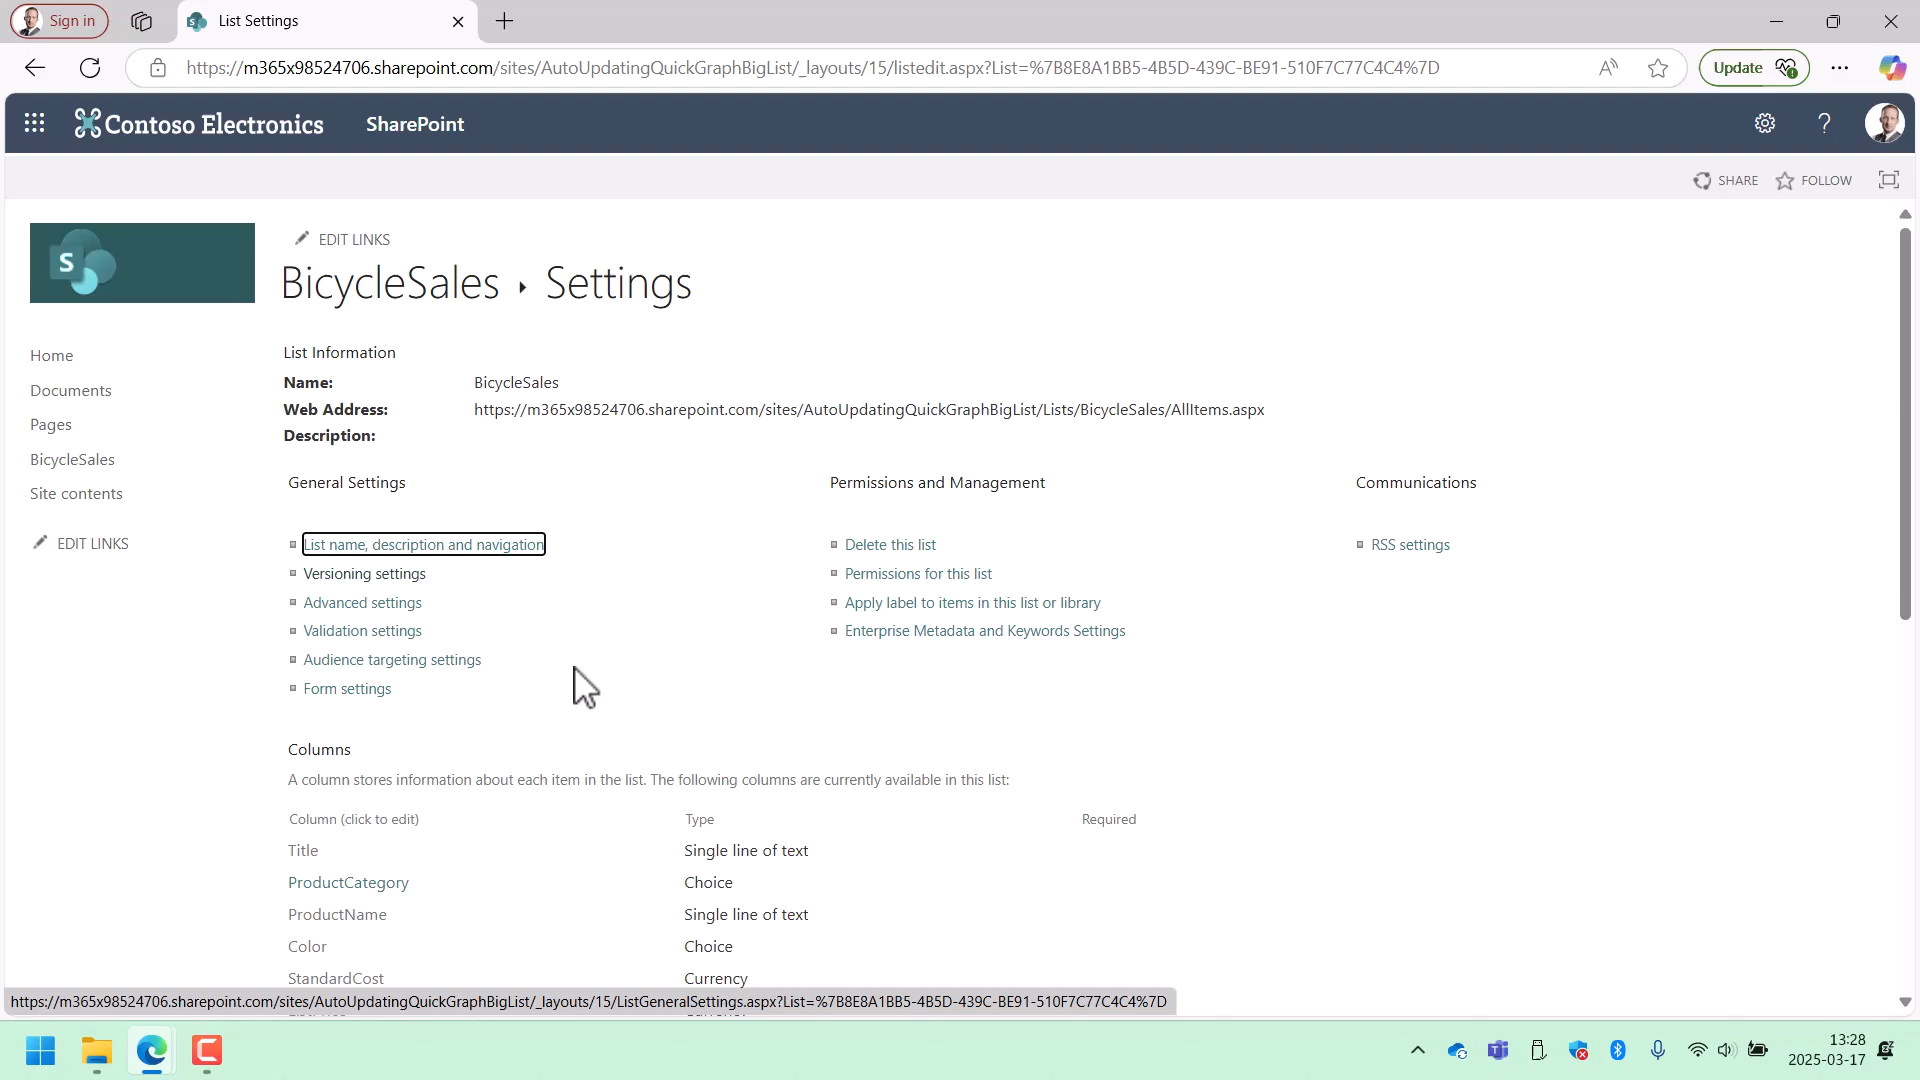 Sign in
List Settings
https://m365x98524706.sharepoint.com/sites/AutoUpdatingQuickGraphBigList/_layouts/15/listedit.aspx?List=%7B8E8A1BB5-4B5D-439C-BE91-510F7C77C4C4%7D
Update
Contoso Electronics
SharePoint
SHARE
FOLLOW
EDIT LINKS
BicycleSales ▸ Settings
Home
Documents
Pages
BicycleSales
Site contents
EDIT LINKS
List Information
Name: BicycleSales
Web Address: https://m365x98524706.sharepoint.com/sites/AutoUpdatingQuickGraphBigList/Lists/BicycleSales/AllItems.aspx
Description:
General Settings
List name, description and navigation
Versioning settings
Advanced settings
Validation settings
Audience targeting settings
Form settings
Permissions and Management
Delete this list
Permissions for this list
Apply label to items in this list or library
Enterprise Metadata and Keywords Settings
Communications
RSS settings
Columns
A column stores information about each item in the list. The following columns are currently available in this list:
Column (click to edit) Type Required
Title Single line of text
ProductCategory Choice
ProductName Single line of text
Color Choice
StandardCost Currency
https://m365x98524706.sharepoint.com/sites/AutoUpdatingQuickGraphBigList/_layouts/15/ListGeneralSettings.aspx?List=%7B8E8A1BB5-4B5D-439C-BE91-510F7C77C4C4%7D
13:28
2025-03-17